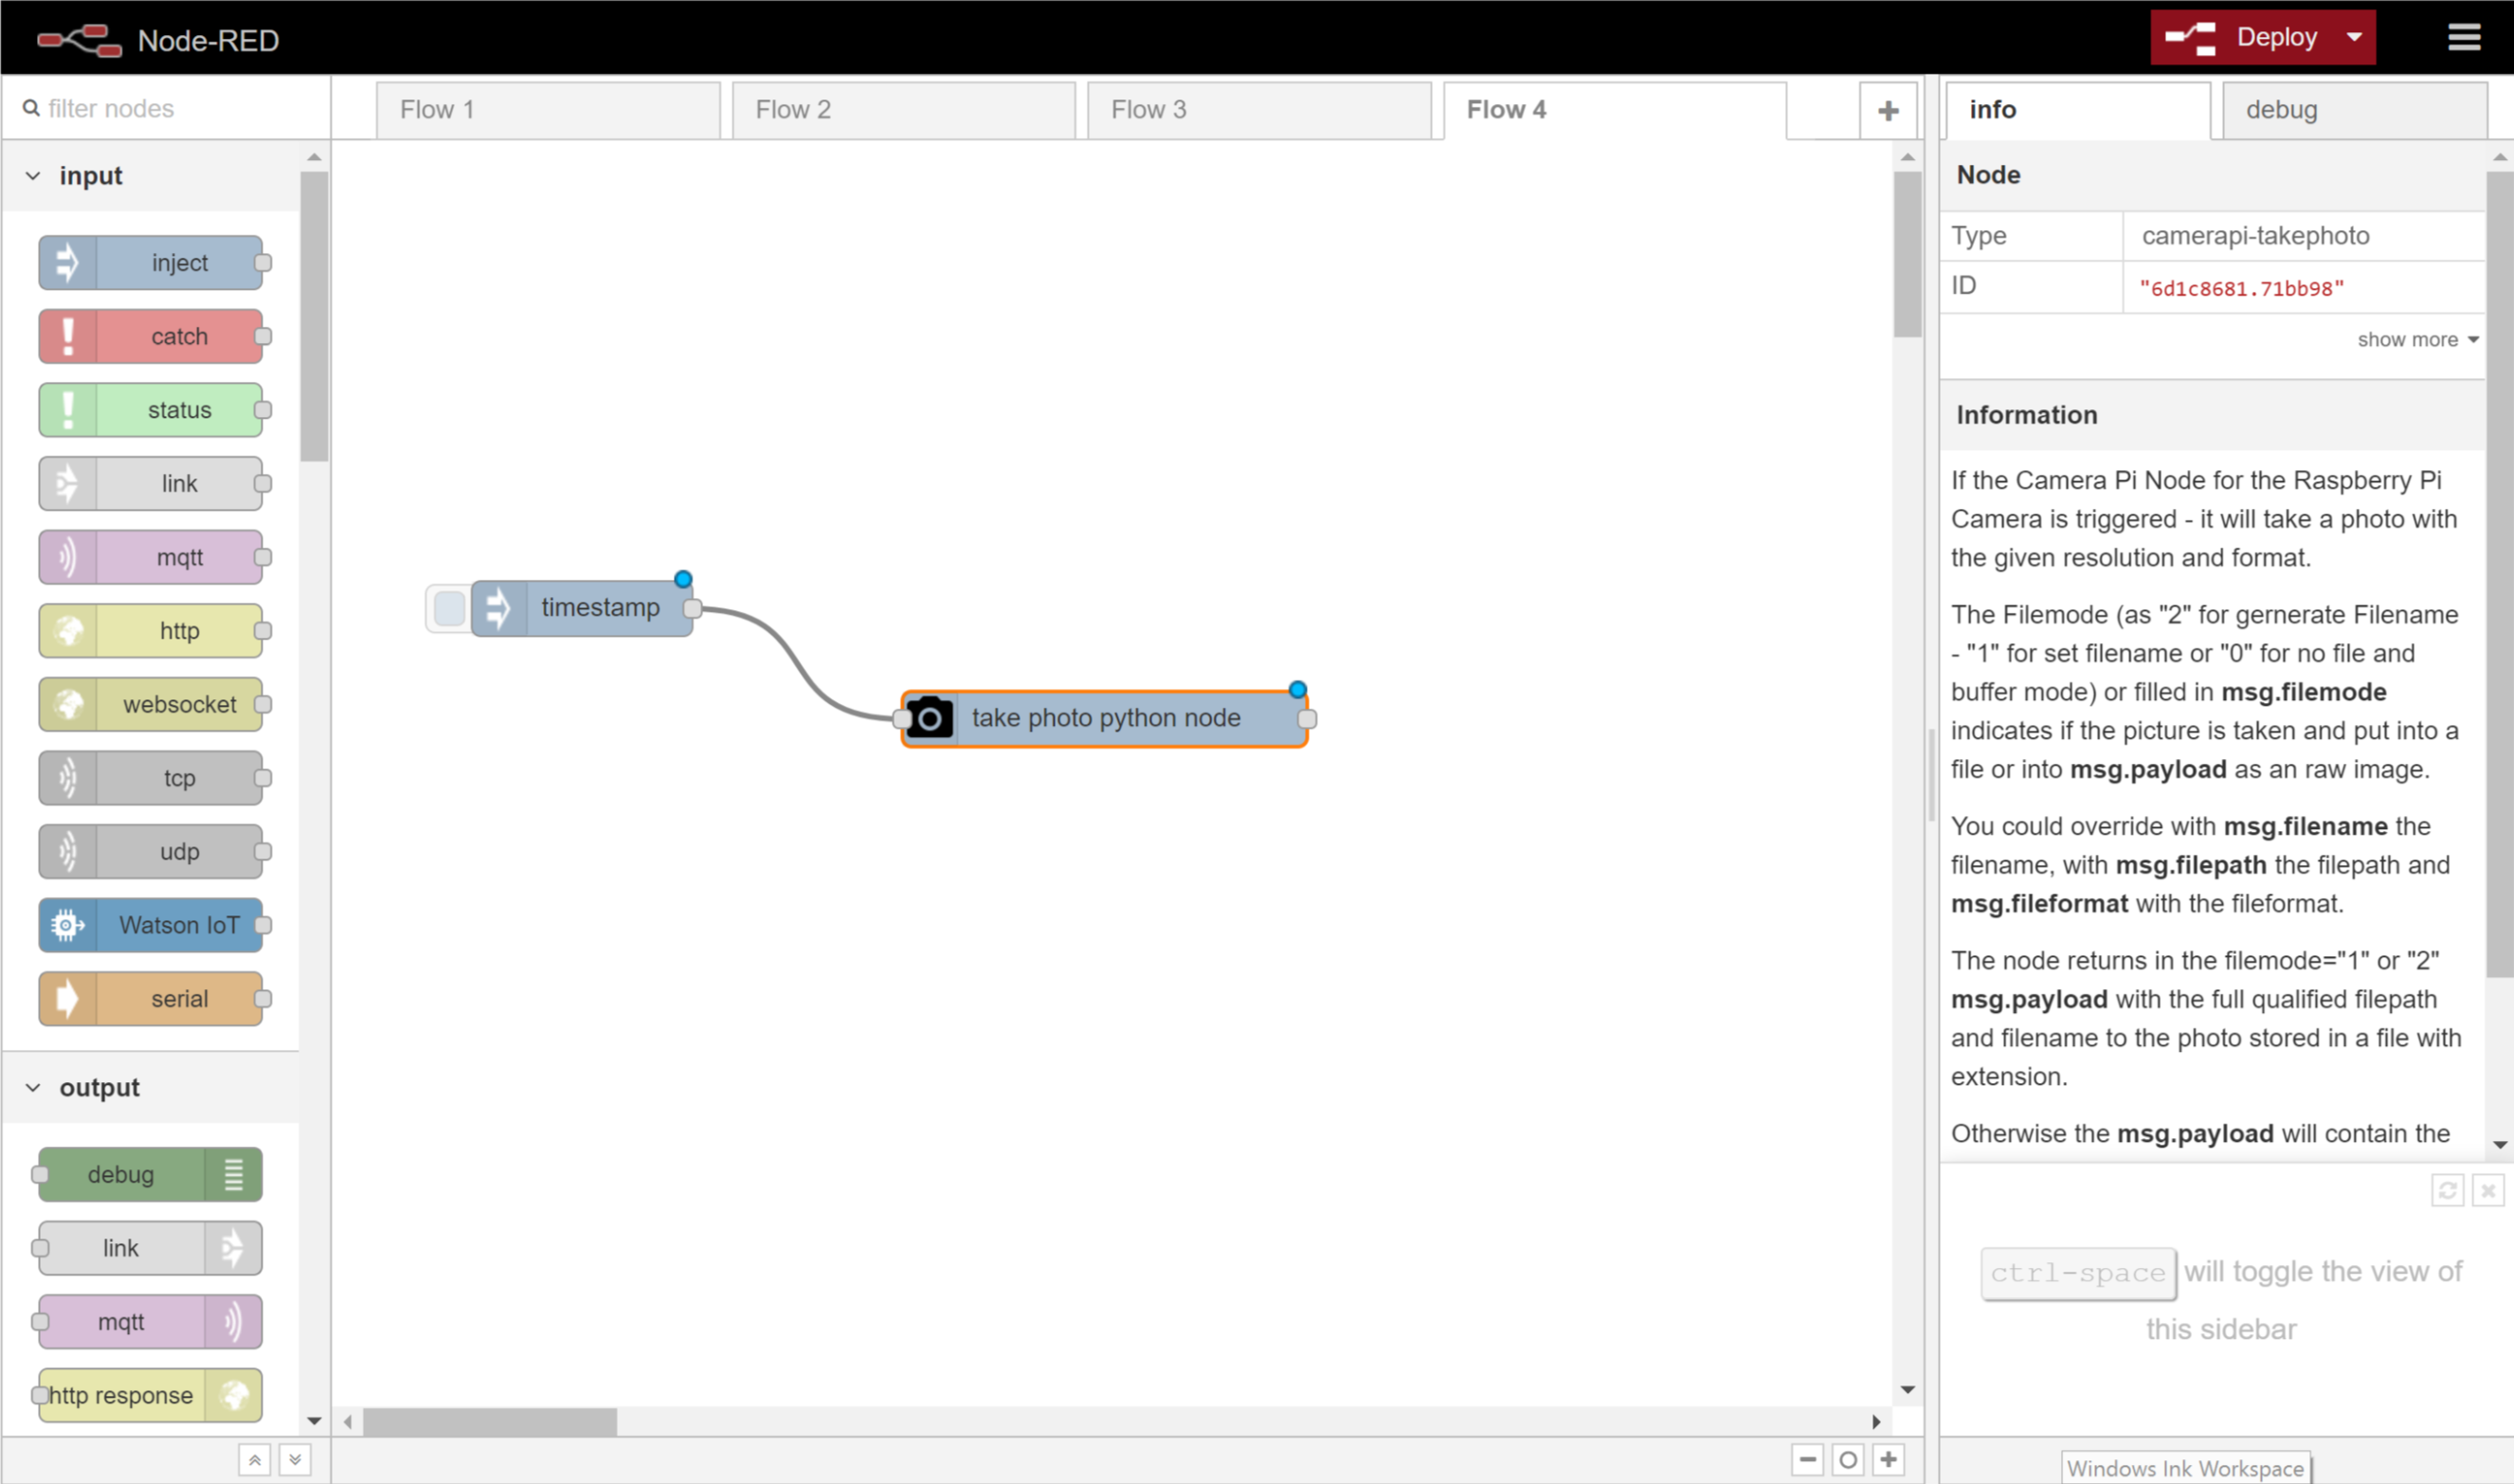 Node-RED
Deploy
filter nodes
Flow 1
Flow 2
Flow 3
Flow 4
info
debug
input
inject
catch
status
link
mqtt
http
websocket
tcp
udp
Watson IoT
serial
output
debug
link
mqtt
http response
timestamp
take photo python node
Node
Type camerapi-takephoto
ID "6d1c8681.71bb98"
show more
Information
If the Camera Pi Node for the Raspberry Pi
Camera is triggered - it will take a photo with
the given resolution and format.
The Filemode (as "2" for gernerate Filename
- "1" for set filename or "0" for no file and
buffer mode) or filled in msg.filemode
indicates if the picture is taken and put into a
file or into msg.payload as an raw image.
You could override with msg.filename the
filename, with msg.filepath the filepath and
msg.fileformat with the fileformat.
The node returns in the filemode="1" or "2"
msg.payload with the full qualified filepath
and filename to the photo stored in a file with
extension.
Otherwise the msg.payload will contain the
ctrl-space will toggle the view of
this sidebar
Windows Ink Workspace